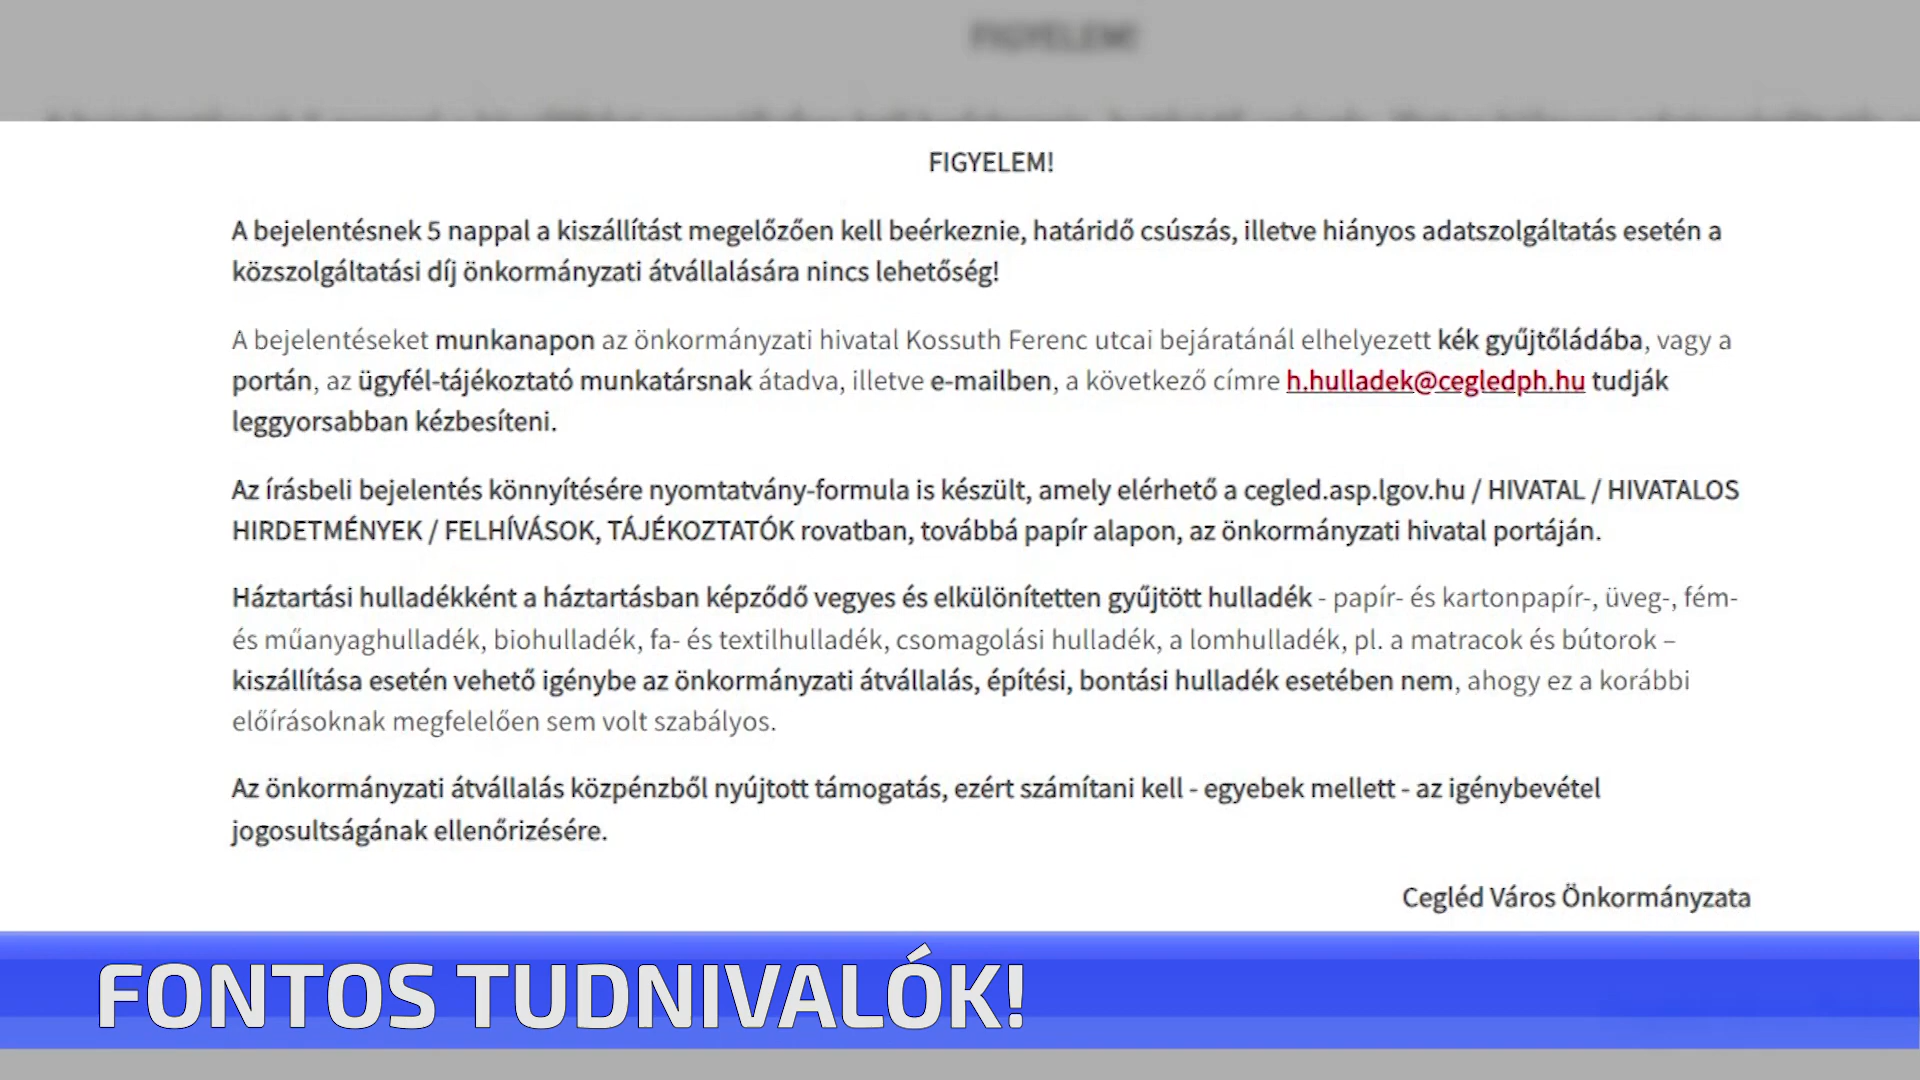 FIGYELEM!
FIGYELEM!
A bejelentésnek 5 nappal a kiszállítást megelőzően kell beérkeznie, határidő csúszás, illetve hiányos adatszolgáltatás esetén a
közszolgáltatási díj önkormányzati átvállalására nincs lehetőség!
A bejelentéseket munkanapon az önkormányzati hivatal Kossuth Ferenc utcai bejáratánál elhelyezett kék gyűjtőládába, vagy a
portán, az ügyfél-tájékoztató munkatársnak átadva, illetve e-mailben, a következő címre h.hulladek@cegledph.hu tudják
leggyorsabban kézbesíteni.
Az írásbeli bejelentés könnyítésére nyomtatvány-formula is készült, amely elérhető a cegled.asp.lgov.hu / HIVATAL / HIVATALOS
HIRDETMÉNYEK / FELHÍVÁSOK, TÁJÉKOZTATÓK rovatban, továbbá papír alapon, az önkormányzati hivatal portáján.
Háztartási hulladékként a háztartásban képződő vegyes és elkülönítetten gyűjtött hulladék - papír- és kartonpapír-, üveg-, fém-
és műanyaghulladék, biohulladék, fa- és textilhulladék, csomagolási hulladék, a lomhulladék, pl. a matracok és bútorok –
kiszállítása esetén vehető igénybe az önkormányzati átvállalás, építési, bontási hulladék esetében nem, ahogy ez a korábbi
előírásoknak megfelelően sem volt szabályos.
Az önkormányzati átvállalás közpénzből nyújtott támogatás, ezért számítani kell - egyebek mellett - az igénybevétel
jogosultságának ellenőrizésére.
Cegléd Város Önkormányzata
FONTOS TUDNIVALÓK!